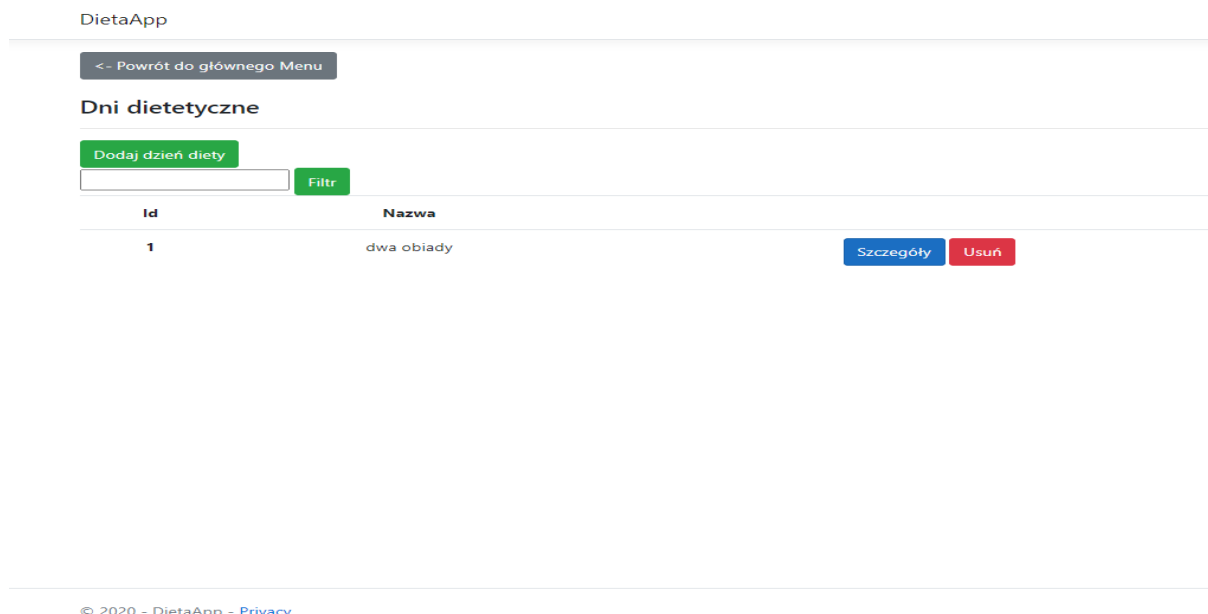 DietaApp
<- Powrót do głównego Menu
Dni dietetyczne
Dodaj dzień diety
Filtr
Id Nazwa
1 dwa obiady Szczegóły Usuń
© 2020 - DietaApp - Privacy